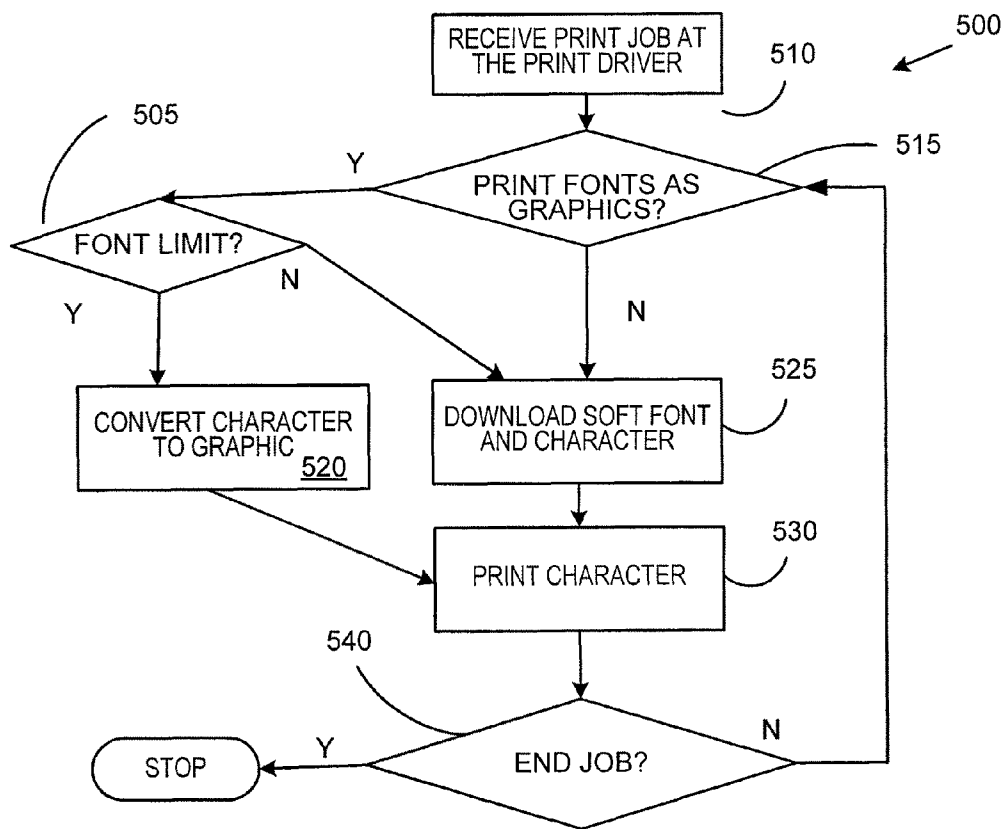 RECEIVE PRINT JOB AT
THE PRINT DRIVER
500
510
505
515
Y
PRINT FONTS AS
GRAPHICS?
FONT LIMIT?
N
Y
N
525
CONVERT CHARACTER
TO GRAPHIC
520
DOWNLOAD SOFT FONT
AND CHARACTER
530
PRINT CHARACTER
540
N
Y
END JOB?
STOP